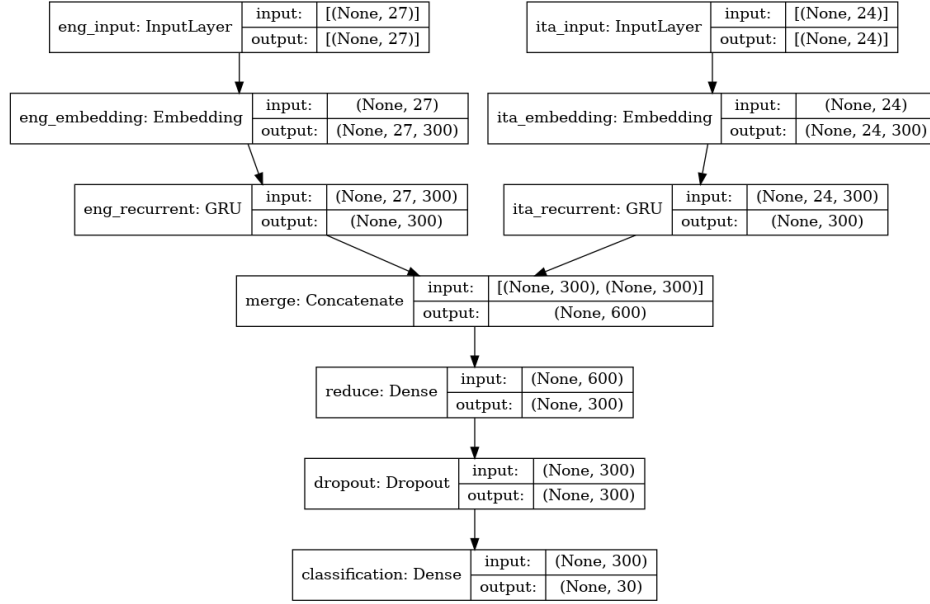 eng_input: InputLayer input: [(None, 27)]
output: [(None, 27)]
ita_input: InputLayer input: [(None, 24)]
output: [(None, 24)]
eng_embedding: Embedding input: (None, 27)
output: (None, 27, 300)
ita_embedding: Embedding input: (None, 24)
output: (None, 24, 300)
eng_recurrent: GRU input: (None, 27, 300)
output: (None, 300)
ita_recurrent: GRU input: (None, 24, 300)
output: (None, 300)
merge: Concatenate input: [(None, 300), (None, 300)]
output: (None, 600)
reduce: Dense input: (None, 600)
output: (None, 300)
dropout: Dropout input: (None, 300)
output: (None, 300)
classification: Dense input: (None, 300)
output: (None, 30)